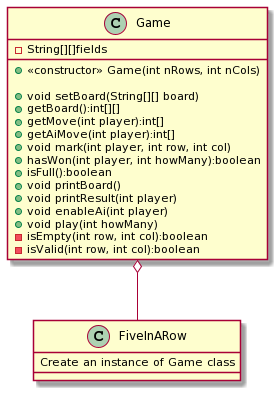 C Game
String[][]fields
«constructor» Game(int nRows, int nCols)
void setBoard(String[][] board)
getBoard():int[][]
getMove(int player):int[]
getAiMove(player):int[]
void mark(int player, int row, int col)
hasWon(int player, int howMany):boolean
isFull():boolean
void printBoard()
void printResult(int player)
void enableAi(int player)
void play(int howMany)
isEmpty(int row, int col):boolean
isValid(int row, int col):boolean
C FiveInARow
Create an instance of Game class